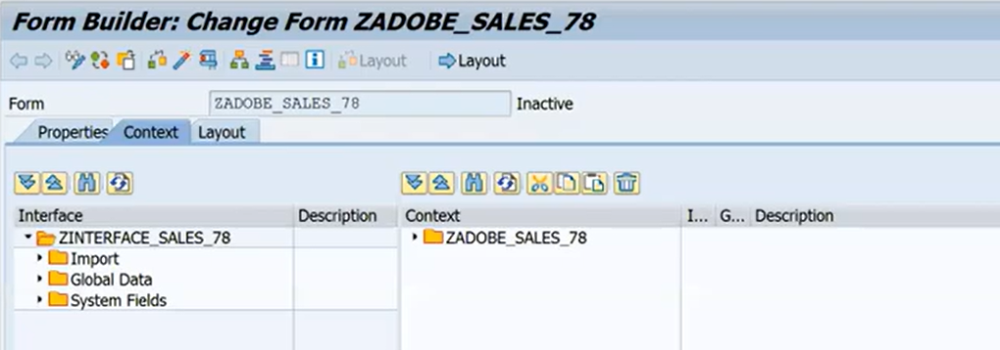 Form Builder: Change Form ZADOBE_SALES_78
Layout Layout
Form ZADOBE_SALES_78 Inactive
Properties Context Layout
Interface Description Context I... G... Description
ZINTERFACE_SALES_78 ZADOBE_SALES_78
Import
Global Data
System Fields